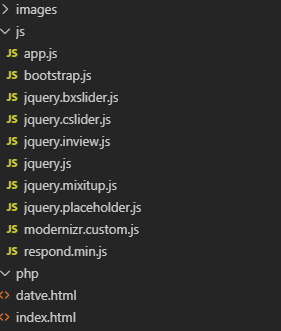 images
js
JS app.js
JS bootstrap.js
JS jquery.bxslider.js
JS jquery.cslider.js
JS jquery.inview.js
JS jquery.js
JS jquery.mixitup.js
JS jquery.placeholder.js
JS modernizr.custom.js
JS respond.min.js
php
<> datve.html
<> index.html